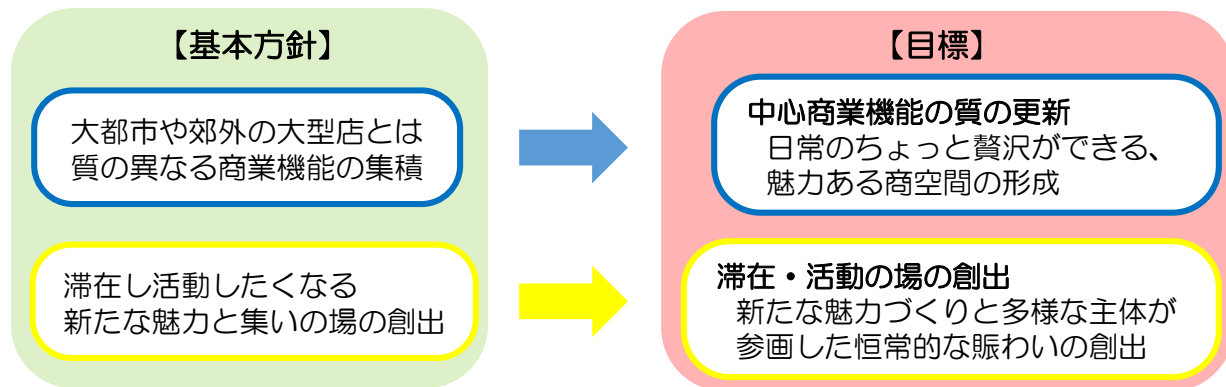 【基本方針】
大都市や郊外の大型店とは
質の異なる商業機能の集積
滞在し活動したくなる
新たな魅力と集いの場の創出
【目標】
中心商業機能の質の更新
日常のちょっと贅沢ができる、
魅力ある商空間の形成
滞在・活動の場の創出
新たな魅力づくりと多様な主体が
参画した恒常的な賑わいの創出